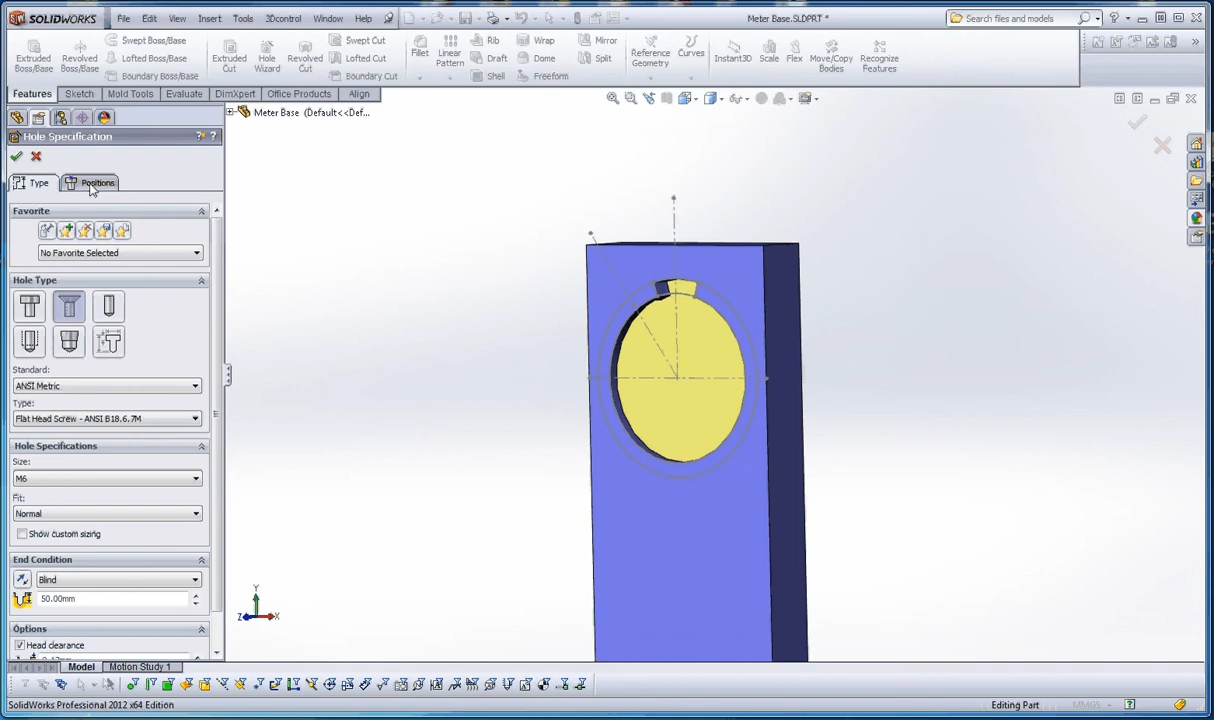 SOLIDWORKS File Edit View Insert Tools 3Dcontrol Window Help Meter Base.SLDPRT * Search files and models
Extruded Boss/Base
Revolved Boss/Base
Swept Boss/Base
Lofted Boss/Base
Boundary Boss/Base
Extruded Cut
Hole Wizard
Revolved Cut
Swept Cut
Lofted Cut
Boundary Cut
Fillet
Linear Pattern
Rib
Draft
Shell
Wrap
Dome
Freeform
Mirror
Split
Reference Geometry
Curves
Instant3D
Scale
Flex
Move/Copy Bodies
Recognize Features
Features Sketch Mold Tools Evaluate DimXpert Office Products Align
Meter Base (Default<<Def...
Hole Specification
Type Positions
Favorite
No Favorite Selected
Hole Type
Standard:
ANSI Metric
Type:
Flat Head Screw - ANSI B18.6.7M
Hole Specifications
Size:
M6
Fit:
Normal
Show custom sizing
End Condition
Blind
50.00mm
Options
Head clearance
Y
Z X
Model Motion Study 1
SolidWorks Professional 2012 x64 Edition Editing Part MMGS